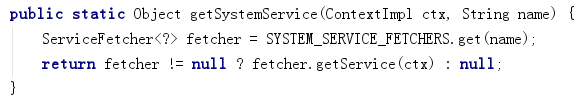 public static Object getSystemService(ContextImpl ctx, String name) {
ServiceFetcher<?> fetcher = SYSTEM_SERVICE_FETCHERS.get(name);
return fetcher != null ? fetcher.getService(ctx) : null;
}